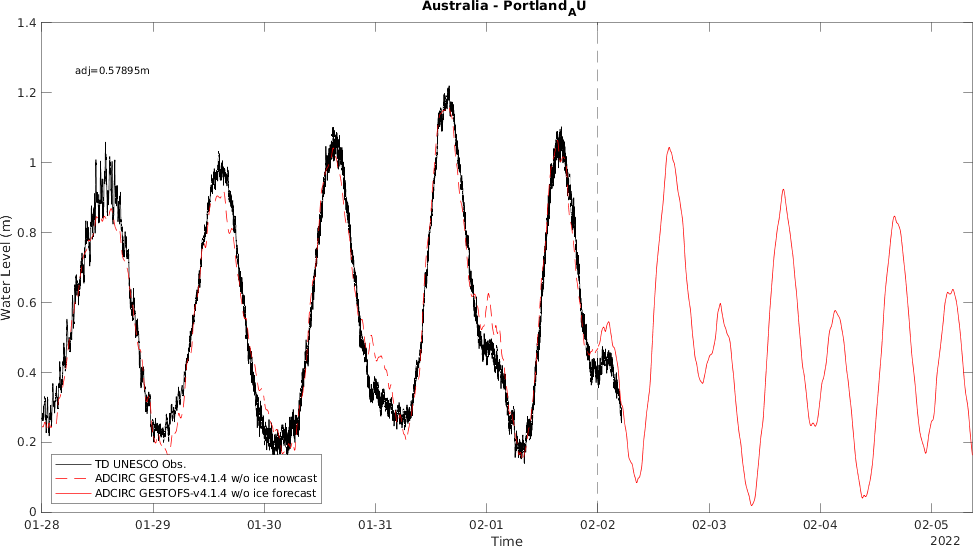 Australia - Portland_AU
1.4
1.2
1
0.8
0.6
0.4
0.2
0
Water Level (m)
adj=0.57895m
TD UNESCO Obs.
ADCIRC GESTOFS-v4.1.4 w/o ice nowcast
ADCIRC GESTOFS-v4.1.4 w/o ice forecast
01-28 01-29 01-30 01-31 02-01 02-02 02-03 02-04 02-05
Time
2022